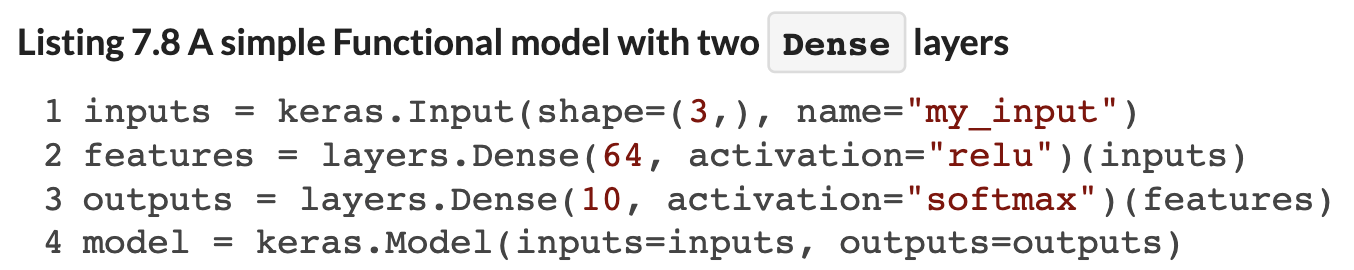 Listing 7.8 A simple Functional model with two Dense layers
1 inputs = keras.Input(shape=(3,), name="my_input")
2 features = layers.Dense(64, activation="relu")(inputs)
3 outputs = layers.Dense(10, activation="softmax")(features)
4 model = keras.Model(inputs=inputs, outputs=outputs)